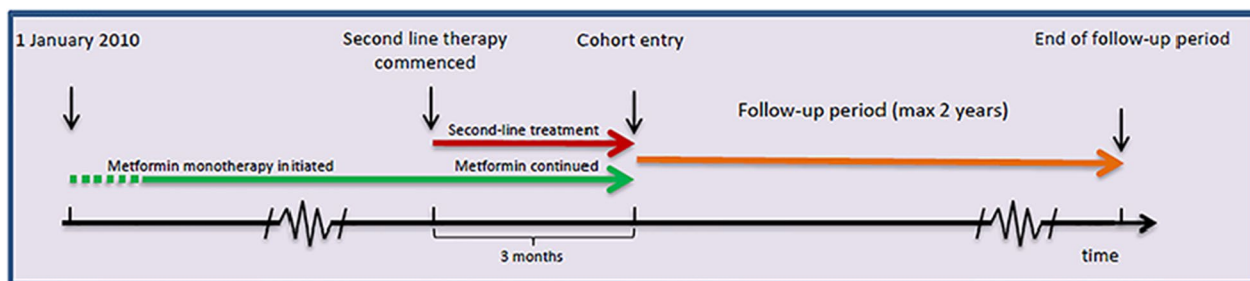 1 January 2010
Second line therapy
commenced
Cohort entry
End of follow-up period
Follow-up period (max 2 years)
Second-line treatment
Metformin monotherapy initiated
Metformin continued
3 months
time